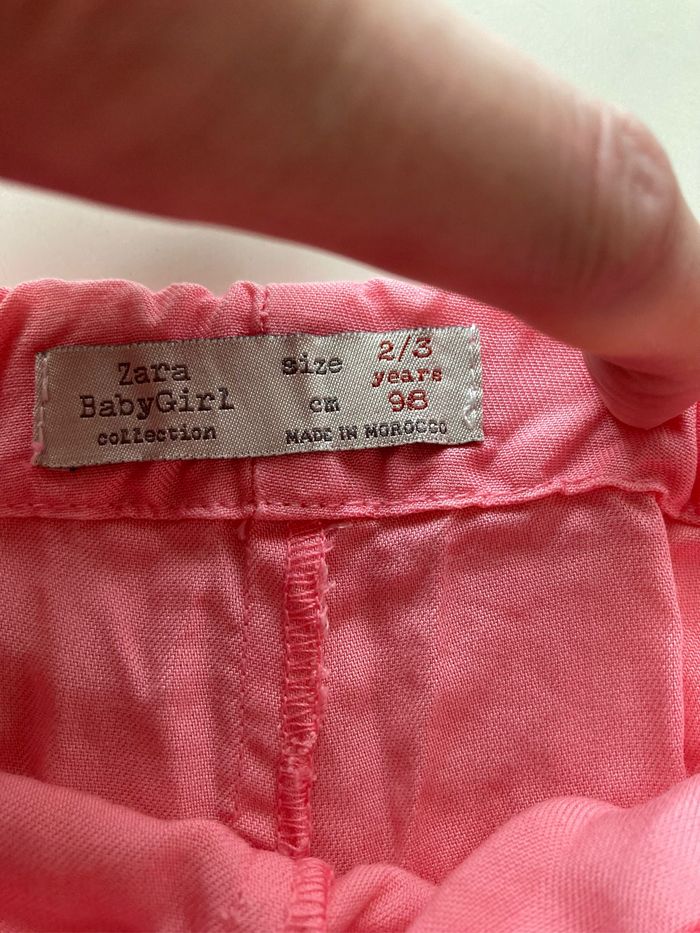 Zara
BabyGirl
collection
size 2/3
years
cm 98
MADE IN MOROCCO